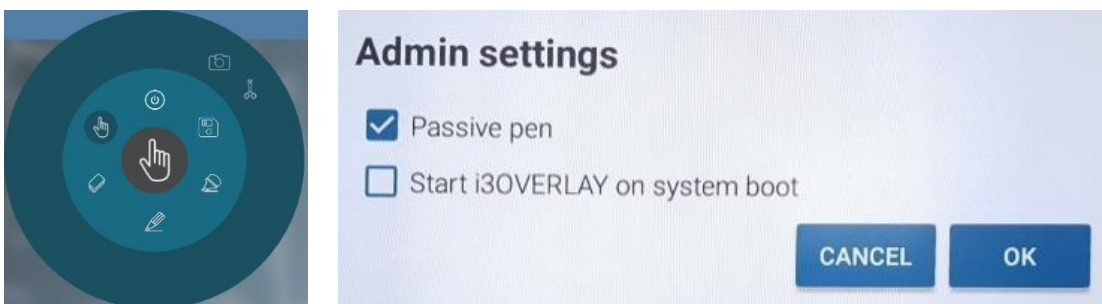 Admin settings
Passive pen
Start i3OVERLAY on system boot
CANCEL
OK